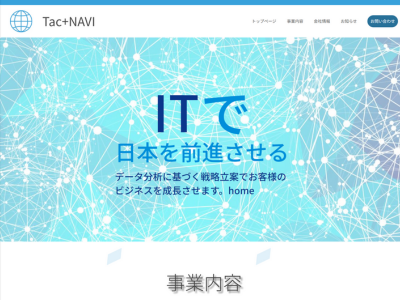 Tac+NAVI
トップページ 事業内容 会社情報 お知らせ お問い合わせ
ITで
日本を前進させる
データ分析に基づく戦略立案でお客様の
ビジネスを成長させます。home
事業内容